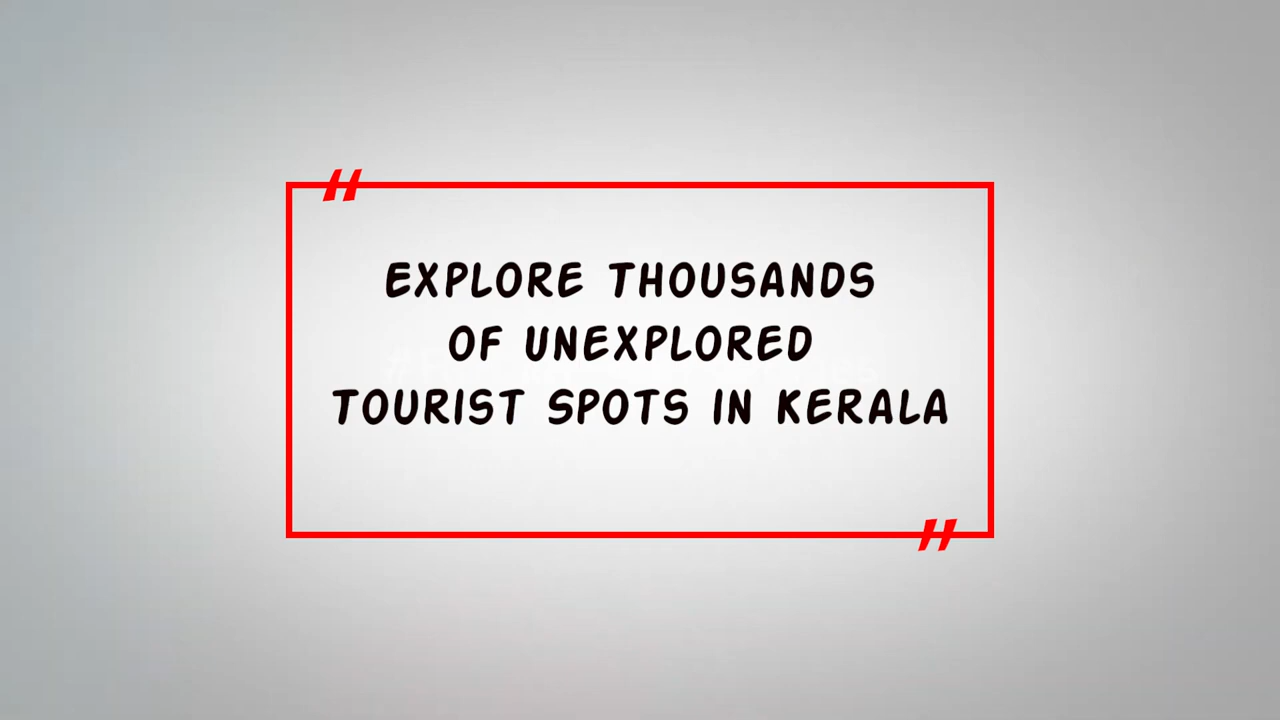 "
EXPLORE THOUSANDS
OF UNEXPLORED
TOURIST SPOTS IN KERALA
"